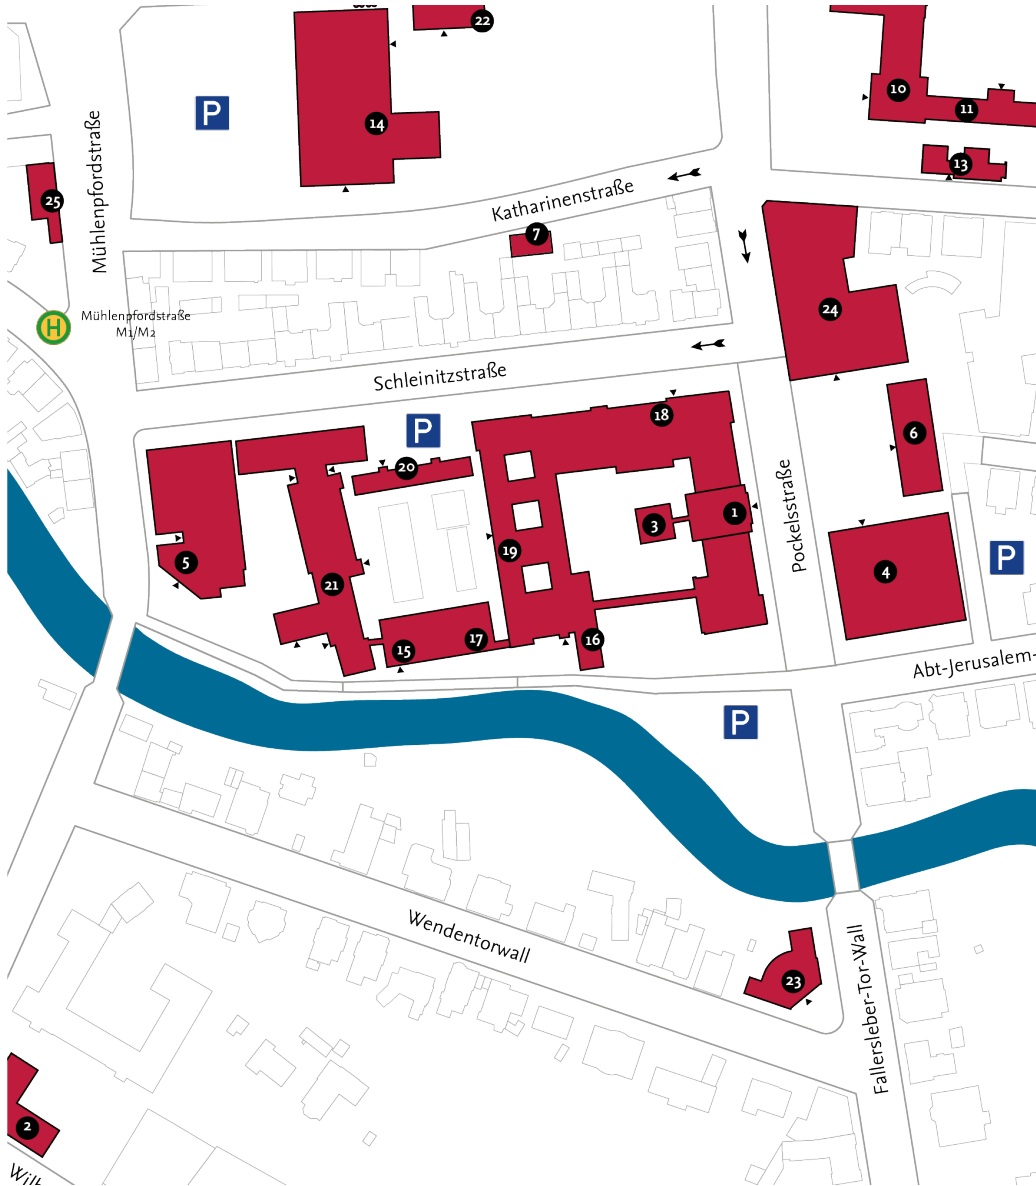 22
P
10
11
14
13
25
Mühlenpfordstraße
Katharinenstraße
7
24
H
Mühlenpfordstraße
M1/M2
Schleinitzstraße
18
P
6
20
1
3
Pockelsstraße
19
5
P
4
21
17
16
15
Abt-Jerusalem-
P
Wendentorwall
23
Fallersleber-Tor-Wall
2